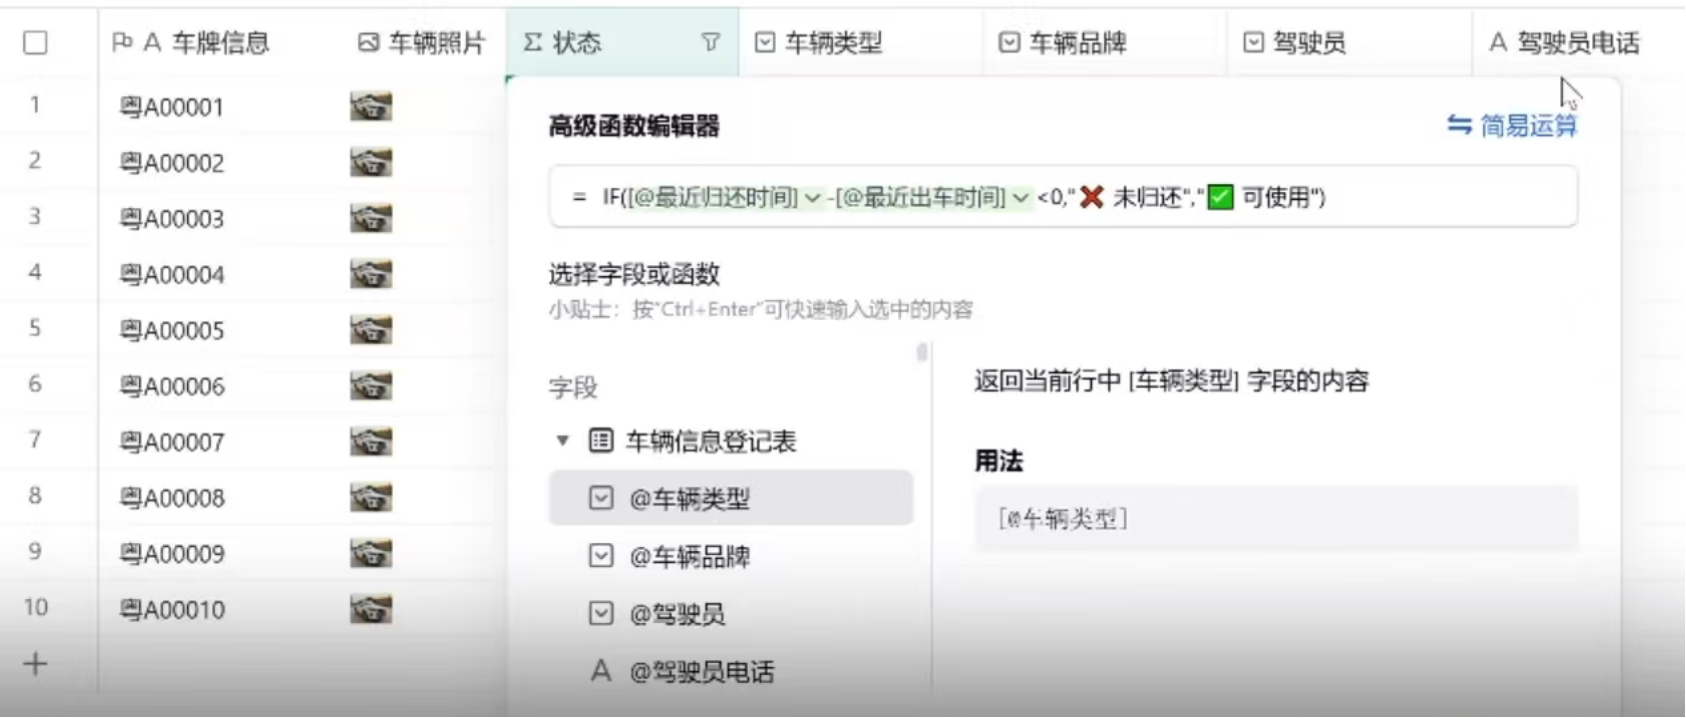 车牌信息 车辆照片 状态 车辆类型 车辆品牌 驾驶员 A 驾驶员电话
1 粤A00001
2 粤A00002
3 粤A00003
4 粤A00004
5 粤A00005
6 粤A00006
7 粤A00007
8 粤A00008
9 粤A00009
10 粤A00010
高级函数编辑器
简易运算
= IF([@最近归还时间]-[@最近出车时间]<0,"❌ 未归还","✅ 可使用")
选择字段或函数
小贴士：按"Ctrl+Enter"可快速输入选中的内容
字段
车辆信息登记表
@车辆类型
@车辆品牌
@驾驶员
A @驾驶员电话
返回当前行中 [车辆类型] 字段的内容
用法
[@车辆类型]